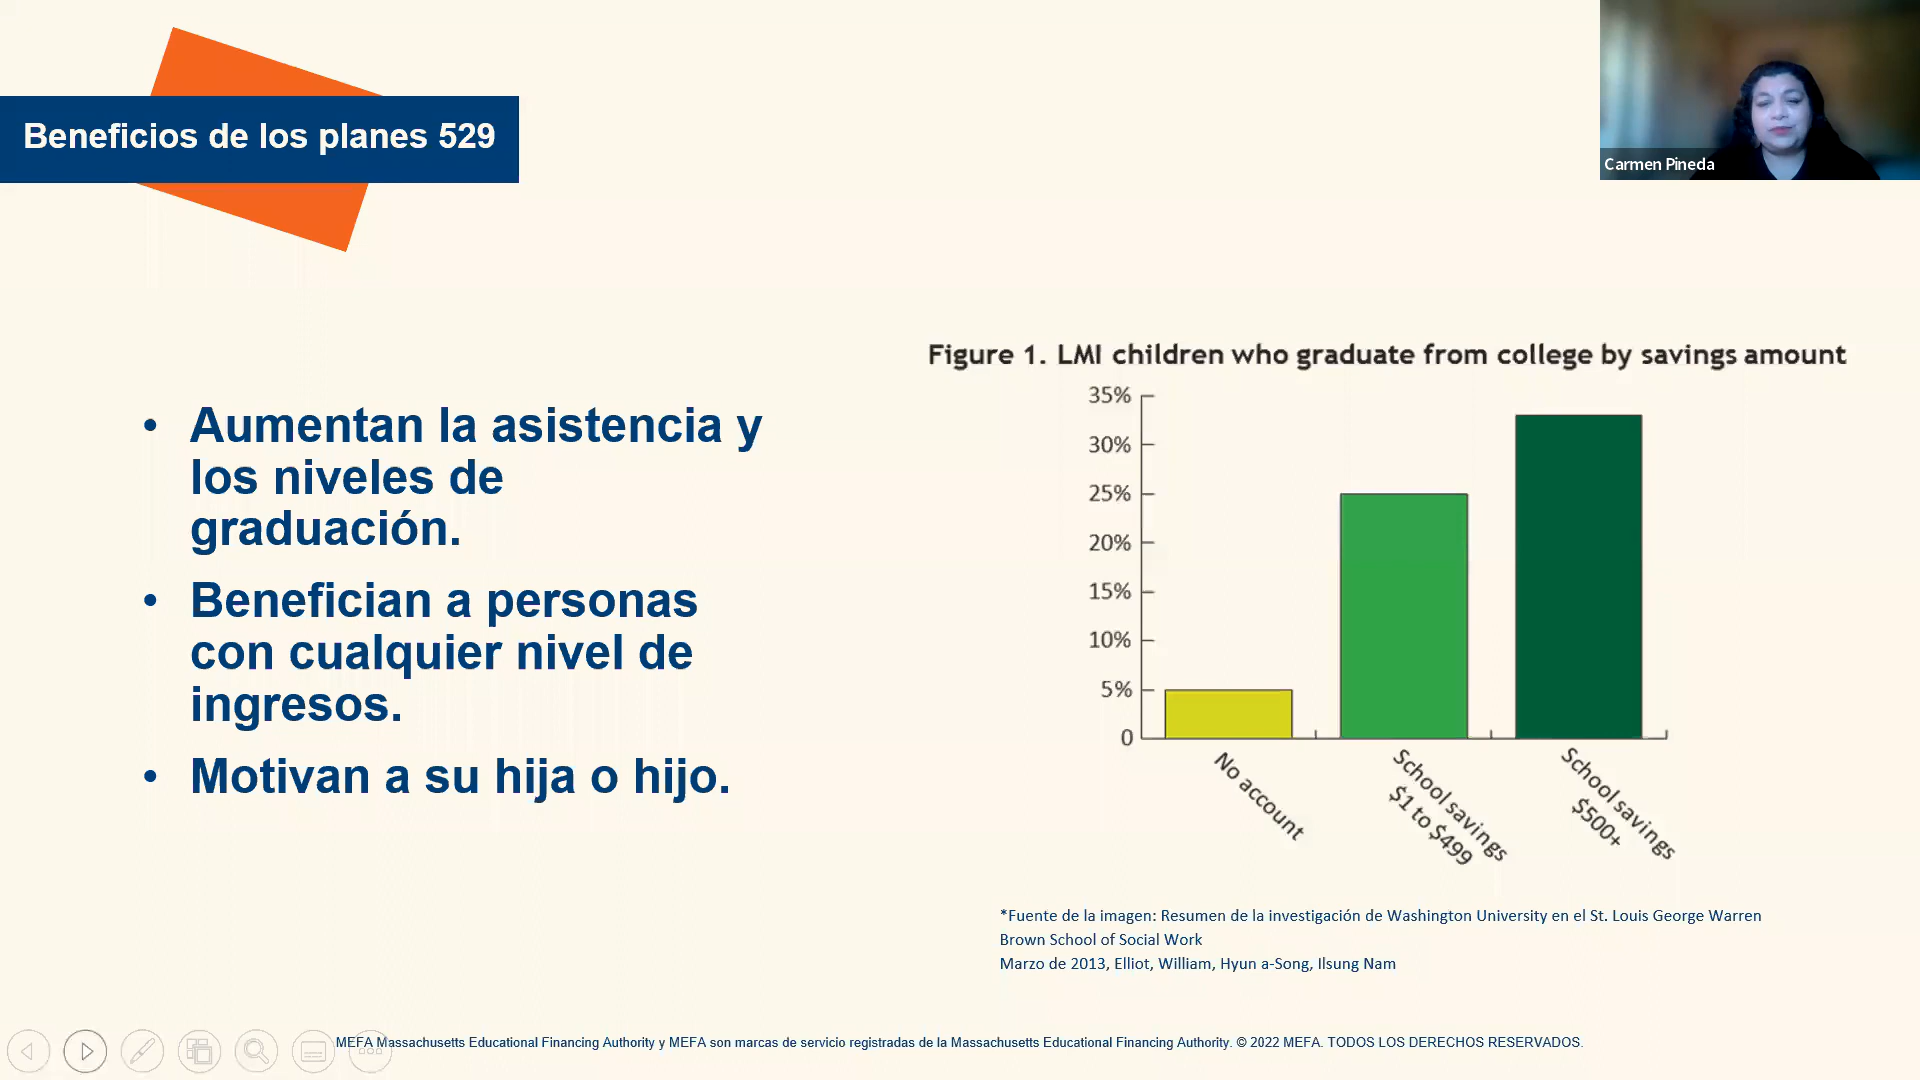 Beneficios de los planes 529
Carmen Pineda
• Aumentan la asistencia y
los niveles de
graduación.
• Benefician a personas
con cualquier nivel de
ingresos.
• Motivan a su hija o hijo.
Figure 1. LMI children who graduate from college by savings amount
35%
30%
25%
20%
15%
10%
5%
0
No account
School savings
$1 to $499
School savings
$500+
*Fuente de la imagen: Resumen de la investigación de Washington University en el St. Louis George Warren
Brown School of Social Work
Marzo de 2013, Elliot, William, Hyun a-Song, Ilsung Nam
MEFA Massachusetts Educational Financing Authority y MEFA son marcas de servicio registradas de la Massachusetts Educational Financing Authority. © 2022 MEFA. TODOS LOS DERECHOS RESERVADOS.